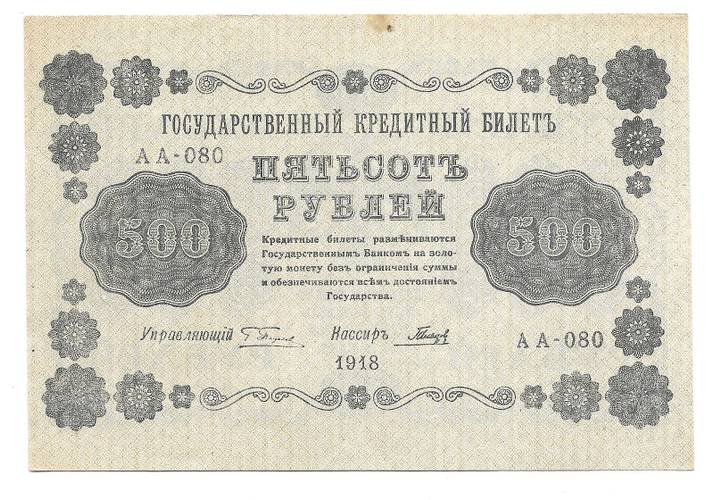 ГОСУДАРСТВЕННЫЙ КРЕДИТНЫЙ БИЛЕТЪ
АА-080
ПЯТЬСОТЪ
РУБЛЕЙ
500
500
Кредитные билеты размѣниваются
Государственнымъ Банкомъ на золо-
тую монету безъ ограниченія суммы
и обезпечиваются всѣмъ достояніемъ
Государства.
Управляющій
Кассиръ
АА-080
1918